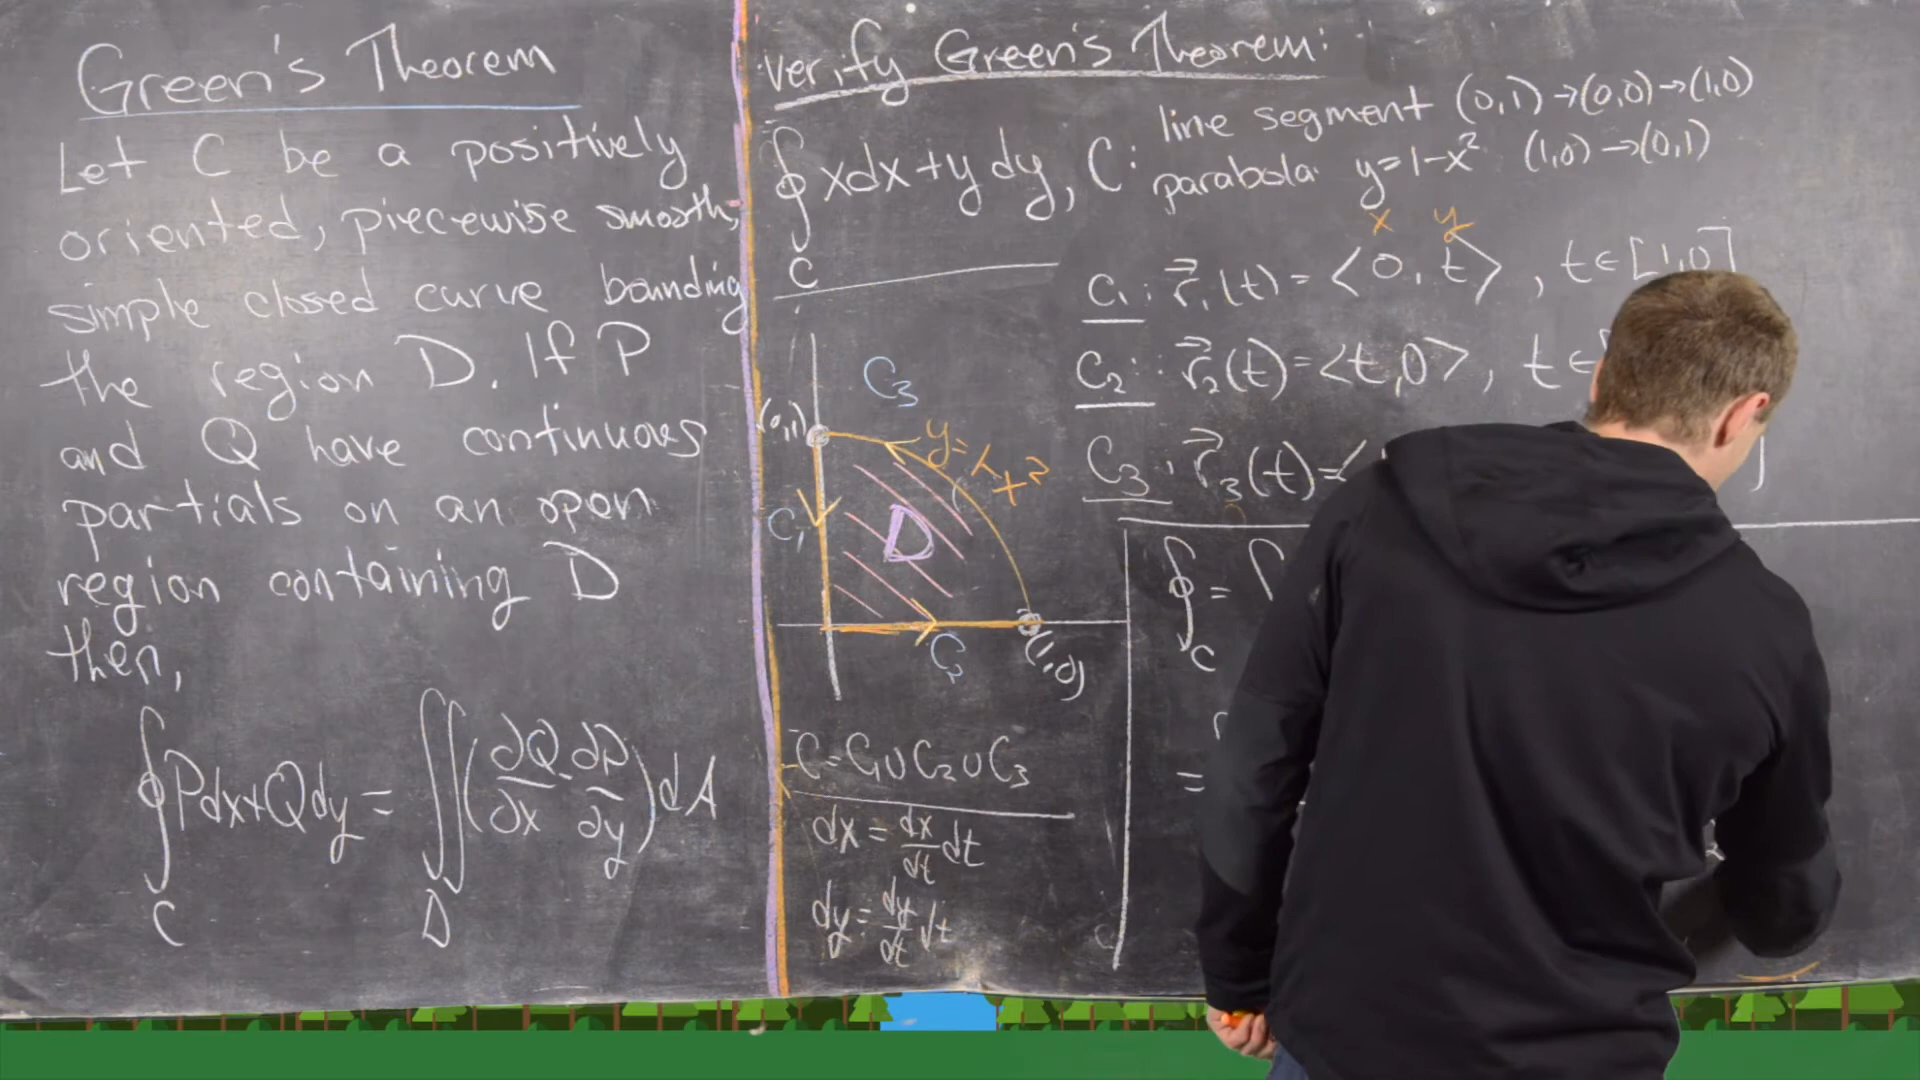 Green's Theorem
Let C be a positively
oriented, piecewise smooth,
simple closed curve bounding
the region D. If P
and Q have continuous
partials on an open
region containing D
then,
∮Pdx+Qdy = ∬(∂Q/∂x - ∂P/∂y)dA
C D
Verify Green's Theorem:
∮xdx+ydy, C: line segment (0,1)→(0,0)→(1,0)
parabola: y=1-x² (1,0)→(0,1)
C
x y
C₁: r⃗₁(t) = <0, t>, t∈[1,0]
C₂: r⃗₂(t)=<t,0>, t∈
C₃: r⃗₃(t)=<
C₃
(0,1)
y=1-x²
D
C₁
C₂
(1,0)
C=C₁∪C₂∪C₃
dx = dx/dt dt
dy = dy/dt dt
∮ = ∫
C
=